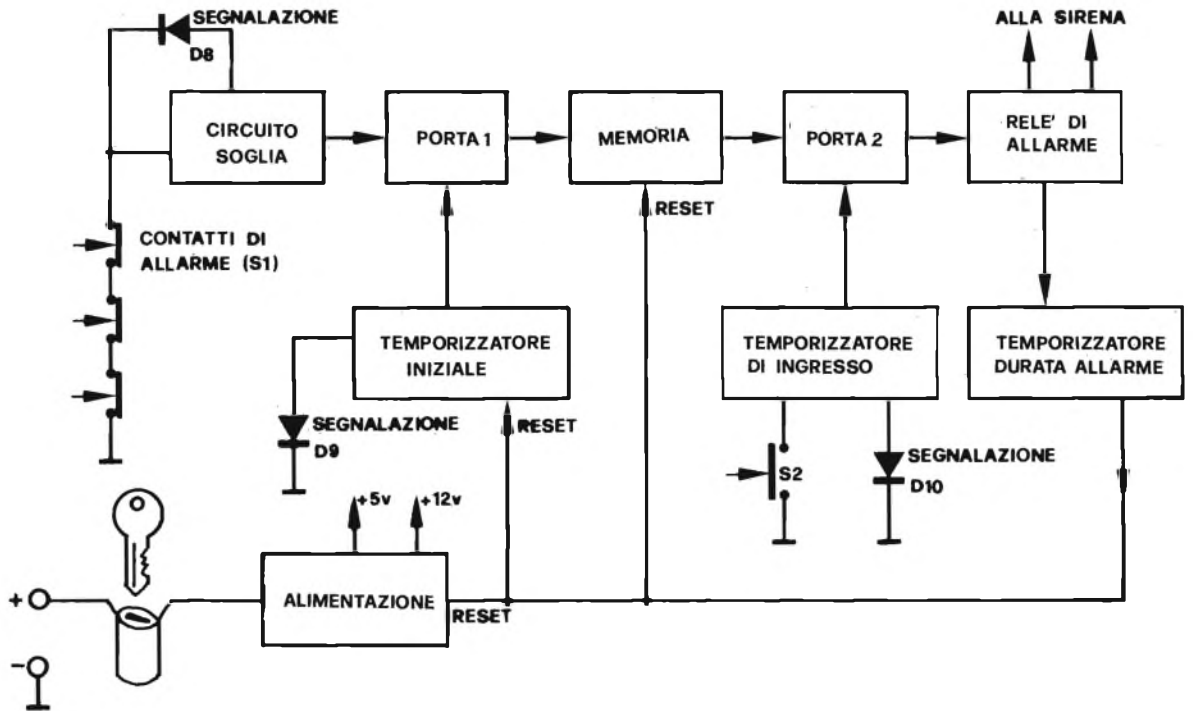 SEGNALAZIONE
D8
ALLA SIRENA
CIRCUITO
SOGLIA
PORTA 1
MEMORIA
PORTA 2
RELE' DI
ALLARME
RESET
CONTATTI DI
ALLARME (S1)
TEMPORIZZATORE
INIZIALE
TEMPORIZZATORE
DI INGRESSO
TEMPORIZZATORE
DURATA ALLARME
SEGNALAZIONE
D9
RESET
S2
SEGNALAZIONE
D10
+5v
+12v
+
ALIMENTAZIONE
RESET
-